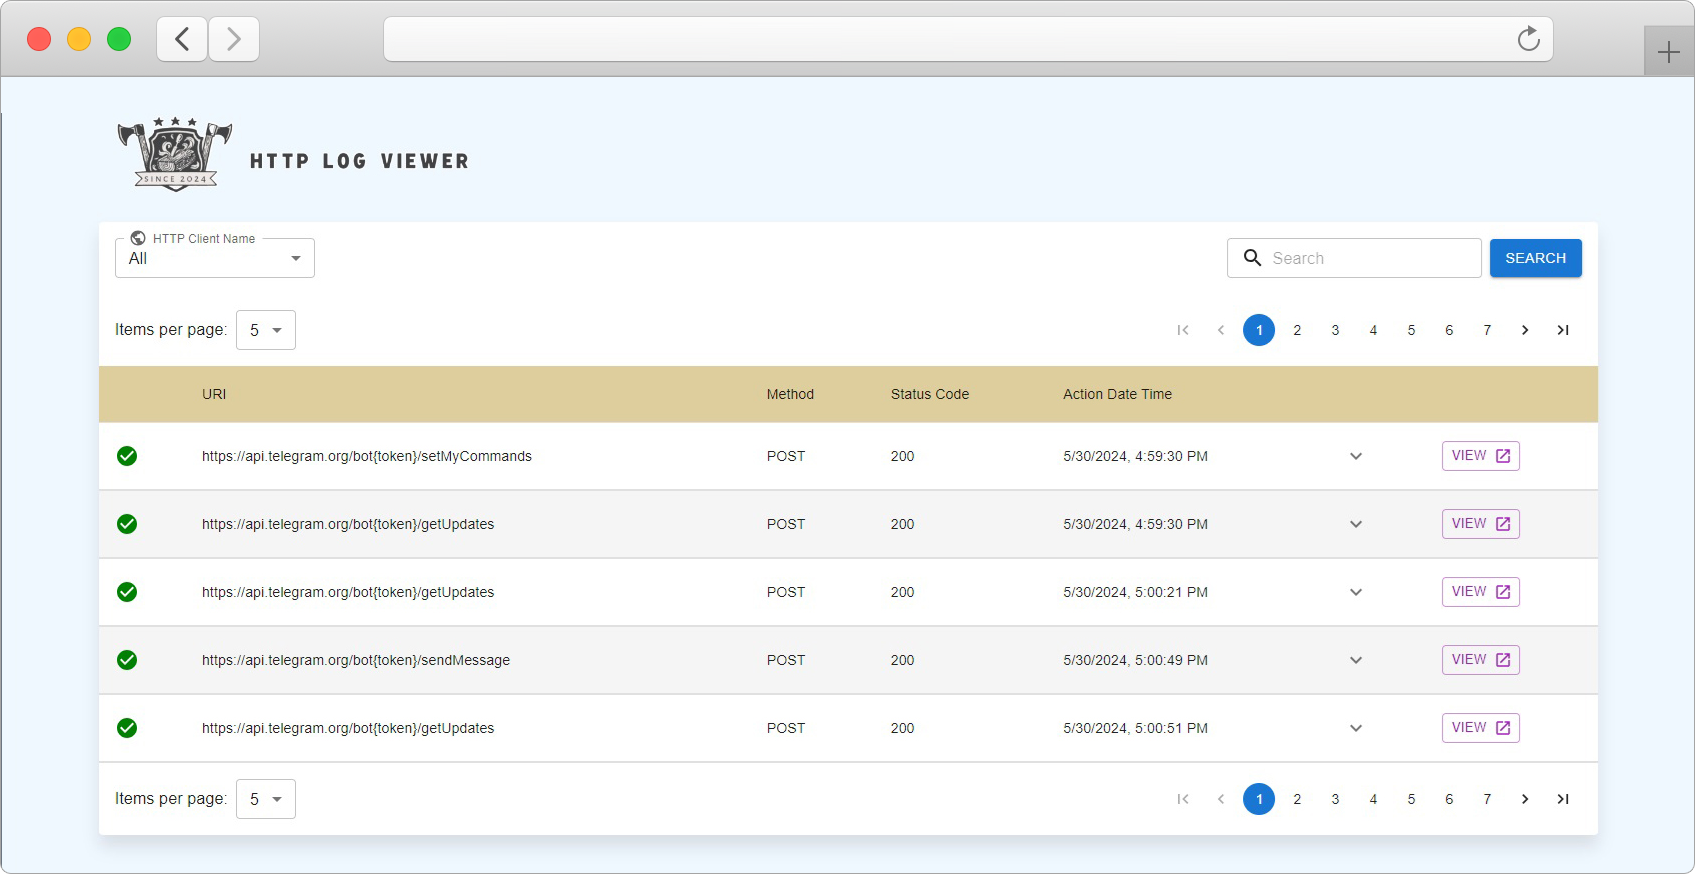 SINCE 2024
HTTP LOG VIEWER
HTTP Client Name
All
Search
SEARCH
Items per page: 5
1 2 3 4 5 6 7
URI Method Status Code Action Date Time
https://api.telegram.org/bot{token}/setMyCommands POST 200 5/30/2024, 4:59:30 PM VIEW
https://api.telegram.org/bot{token}/getUpdates POST 200 5/30/2024, 4:59:30 PM VIEW
https://api.telegram.org/bot{token}/getUpdates POST 200 5/30/2024, 5:00:21 PM VIEW
https://api.telegram.org/bot{token}/sendMessage POST 200 5/30/2024, 5:00:49 PM VIEW
https://api.telegram.org/bot{token}/getUpdates POST 200 5/30/2024, 5:00:51 PM VIEW
Items per page: 5
1 2 3 4 5 6 7